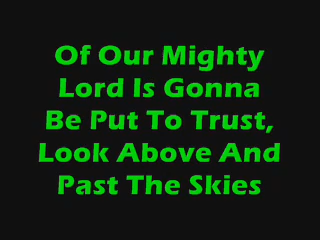 Of Our Mighty
Lord Is Gonna
Be Put To Trust,
Look Above And
Past The Skies